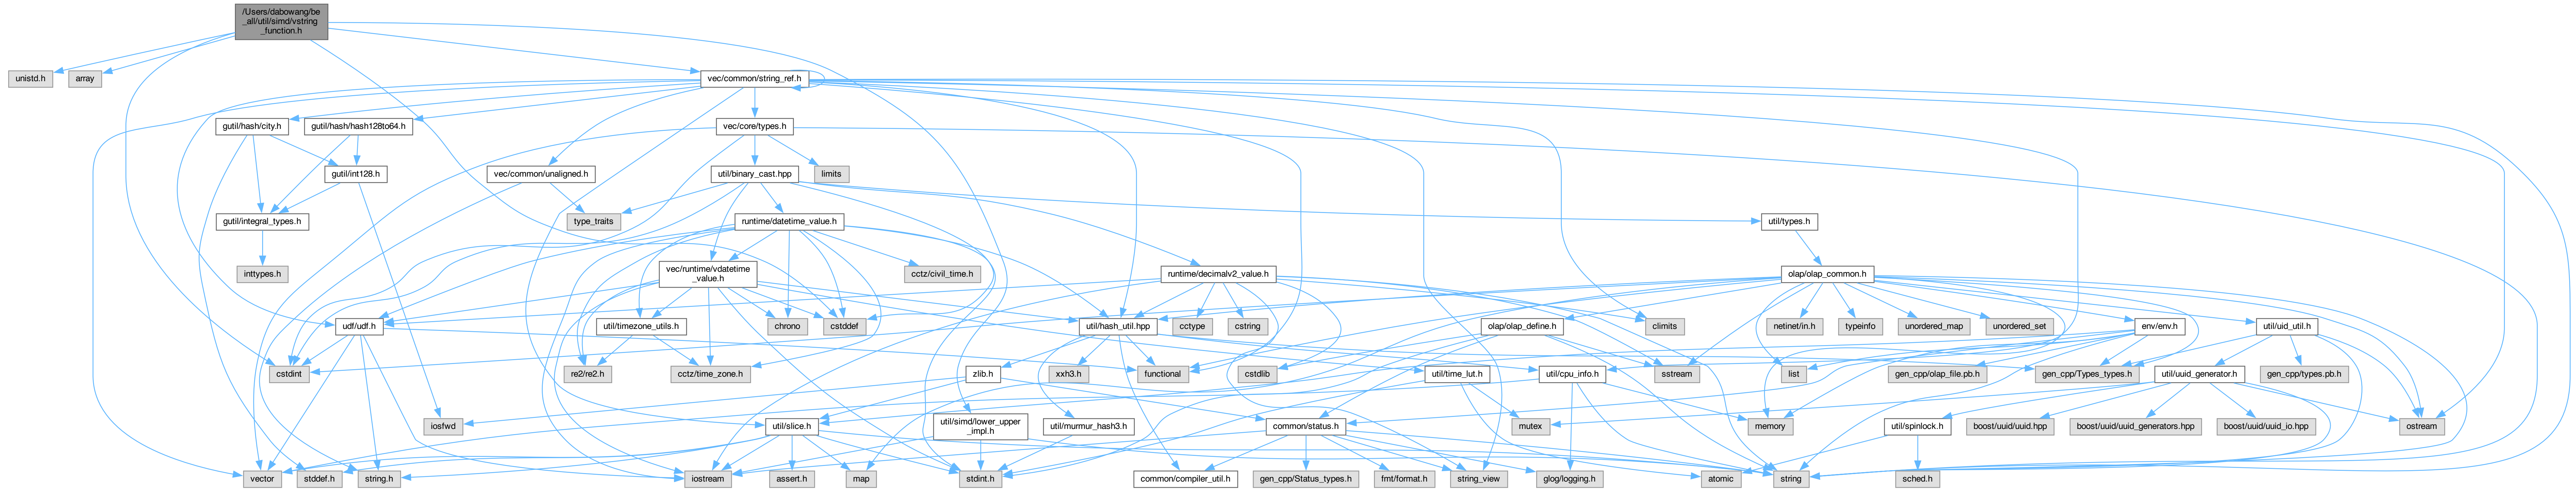 /Users/dabowang/be
_all/util/simd/vstring
_function.h
unistd.h
array
vec/common/string_ref.h
gutil/hash/city.h
gutil/hash/hash128to64.h
vec/core/types.h
vec/common/unaligned.h
gutil/int128.h
util/binary_cast.hpp
limits
gutil/integral_types.h
type_traits
runtime/datetime_value.h
util/types.h
inttypes.h
vec/runtime/vdatetime
_value.h
cctz/civil_time.h
runtime/decimalv2_value.h
olap/olap_common.h
udf/udf.h
util/timezone_utils.h
chrono
cstddef
util/hash_util.hpp
cctype
cstring
olap/olap_define.h
climits
netinet/in.h
typeinfo
unordered_map
unordered_set
env/env.h
util/uid_util.h
cstdint
re2/re2.h
cctz/time_zone.h
zlib.h
xxh3.h
functional
cstdlib
util/time_lut.h
util/cpu_info.h
sstream
list
gen_cpp/olap_file.pb.h
gen_cpp/Types_types.h
util/uuid_generator.h
gen_cpp/types.pb.h
iosfwd
util/slice.h
util/simd/lower_upper
_impl.h
util/murmur_hash3.h
common/status.h
mutex
memory
util/spinlock.h
boost/uuid/uuid.hpp
boost/uuid/uuid_generators.hpp
boost/uuid/uuid_io.hpp
ostream
vector
stddef.h
string.h
iostream
assert.h
map
stdint.h
common/compiler_util.h
gen_cpp/Status_types.h
fmt/format.h
string_view
glog/logging.h
atomic
string
sched.h